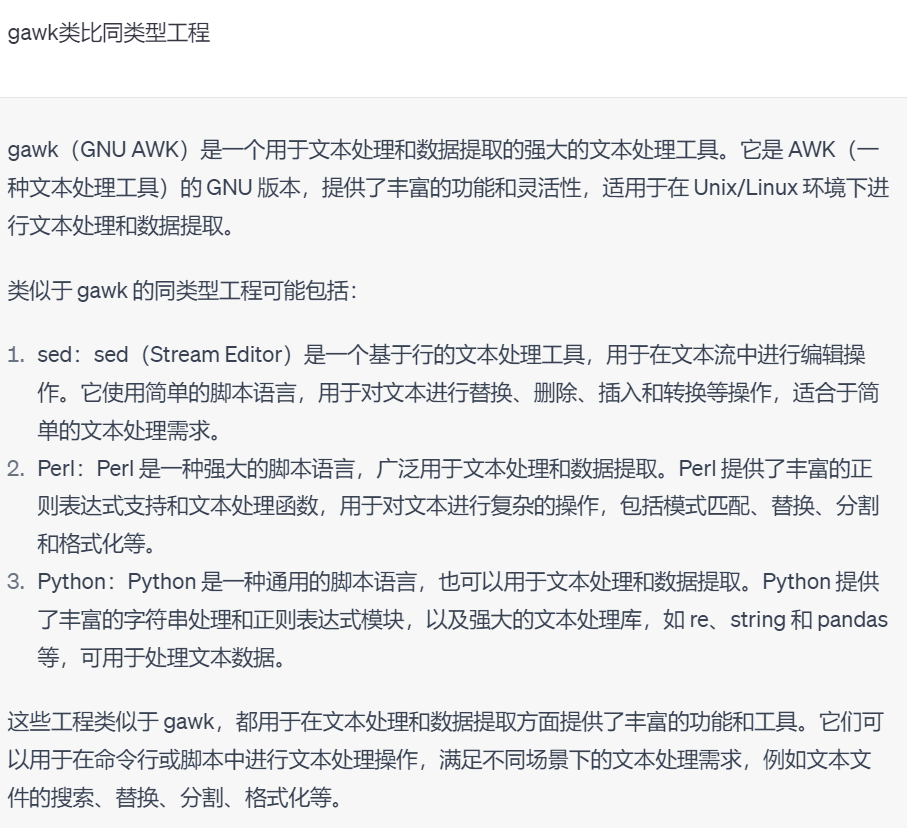 gawk类比同类型工程
gawk（GNU AWK）是一个用于文本处理和数据提取的强大的文本处理工具。它是 AWK（一
种文本处理工具）的 GNU 版本，提供了丰富的功能和灵活性，适用于在 Unix/Linux 环境下进
行文本处理和数据提取。
类似于 gawk 的同类型工程可能包括：
1. sed：sed（Stream Editor）是一个基于行的文本处理工具，用于在文本流中进行编辑操
作。它使用简单的脚本语言，用于对文本进行替换、删除、插入和转换等操作，适合于简
单的文本处理需求。
2. Perl：Perl 是一种强大的脚本语言，广泛用于文本处理和数据提取。Perl 提供了丰富的正
则表达式支持和文本处理函数，用于对文本进行复杂的操作，包括模式匹配、替换、分割
和格式化等。
3. Python：Python 是一种通用的脚本语言，也可以用于文本处理和数据提取。Python 提供
了丰富的字符串处理和正则表达式模块，以及强大的文本处理库，如 re、string 和 pandas
等，可用于处理文本数据。
这些工程类似于 gawk，都用于在文本处理和数据提取方面提供了丰富的功能和工具。它们可
以用于在命令行或脚本中进行文本处理操作，满足不同场景下的文本处理需求，例如文本文
件的搜索、替换、分割、格式化等。